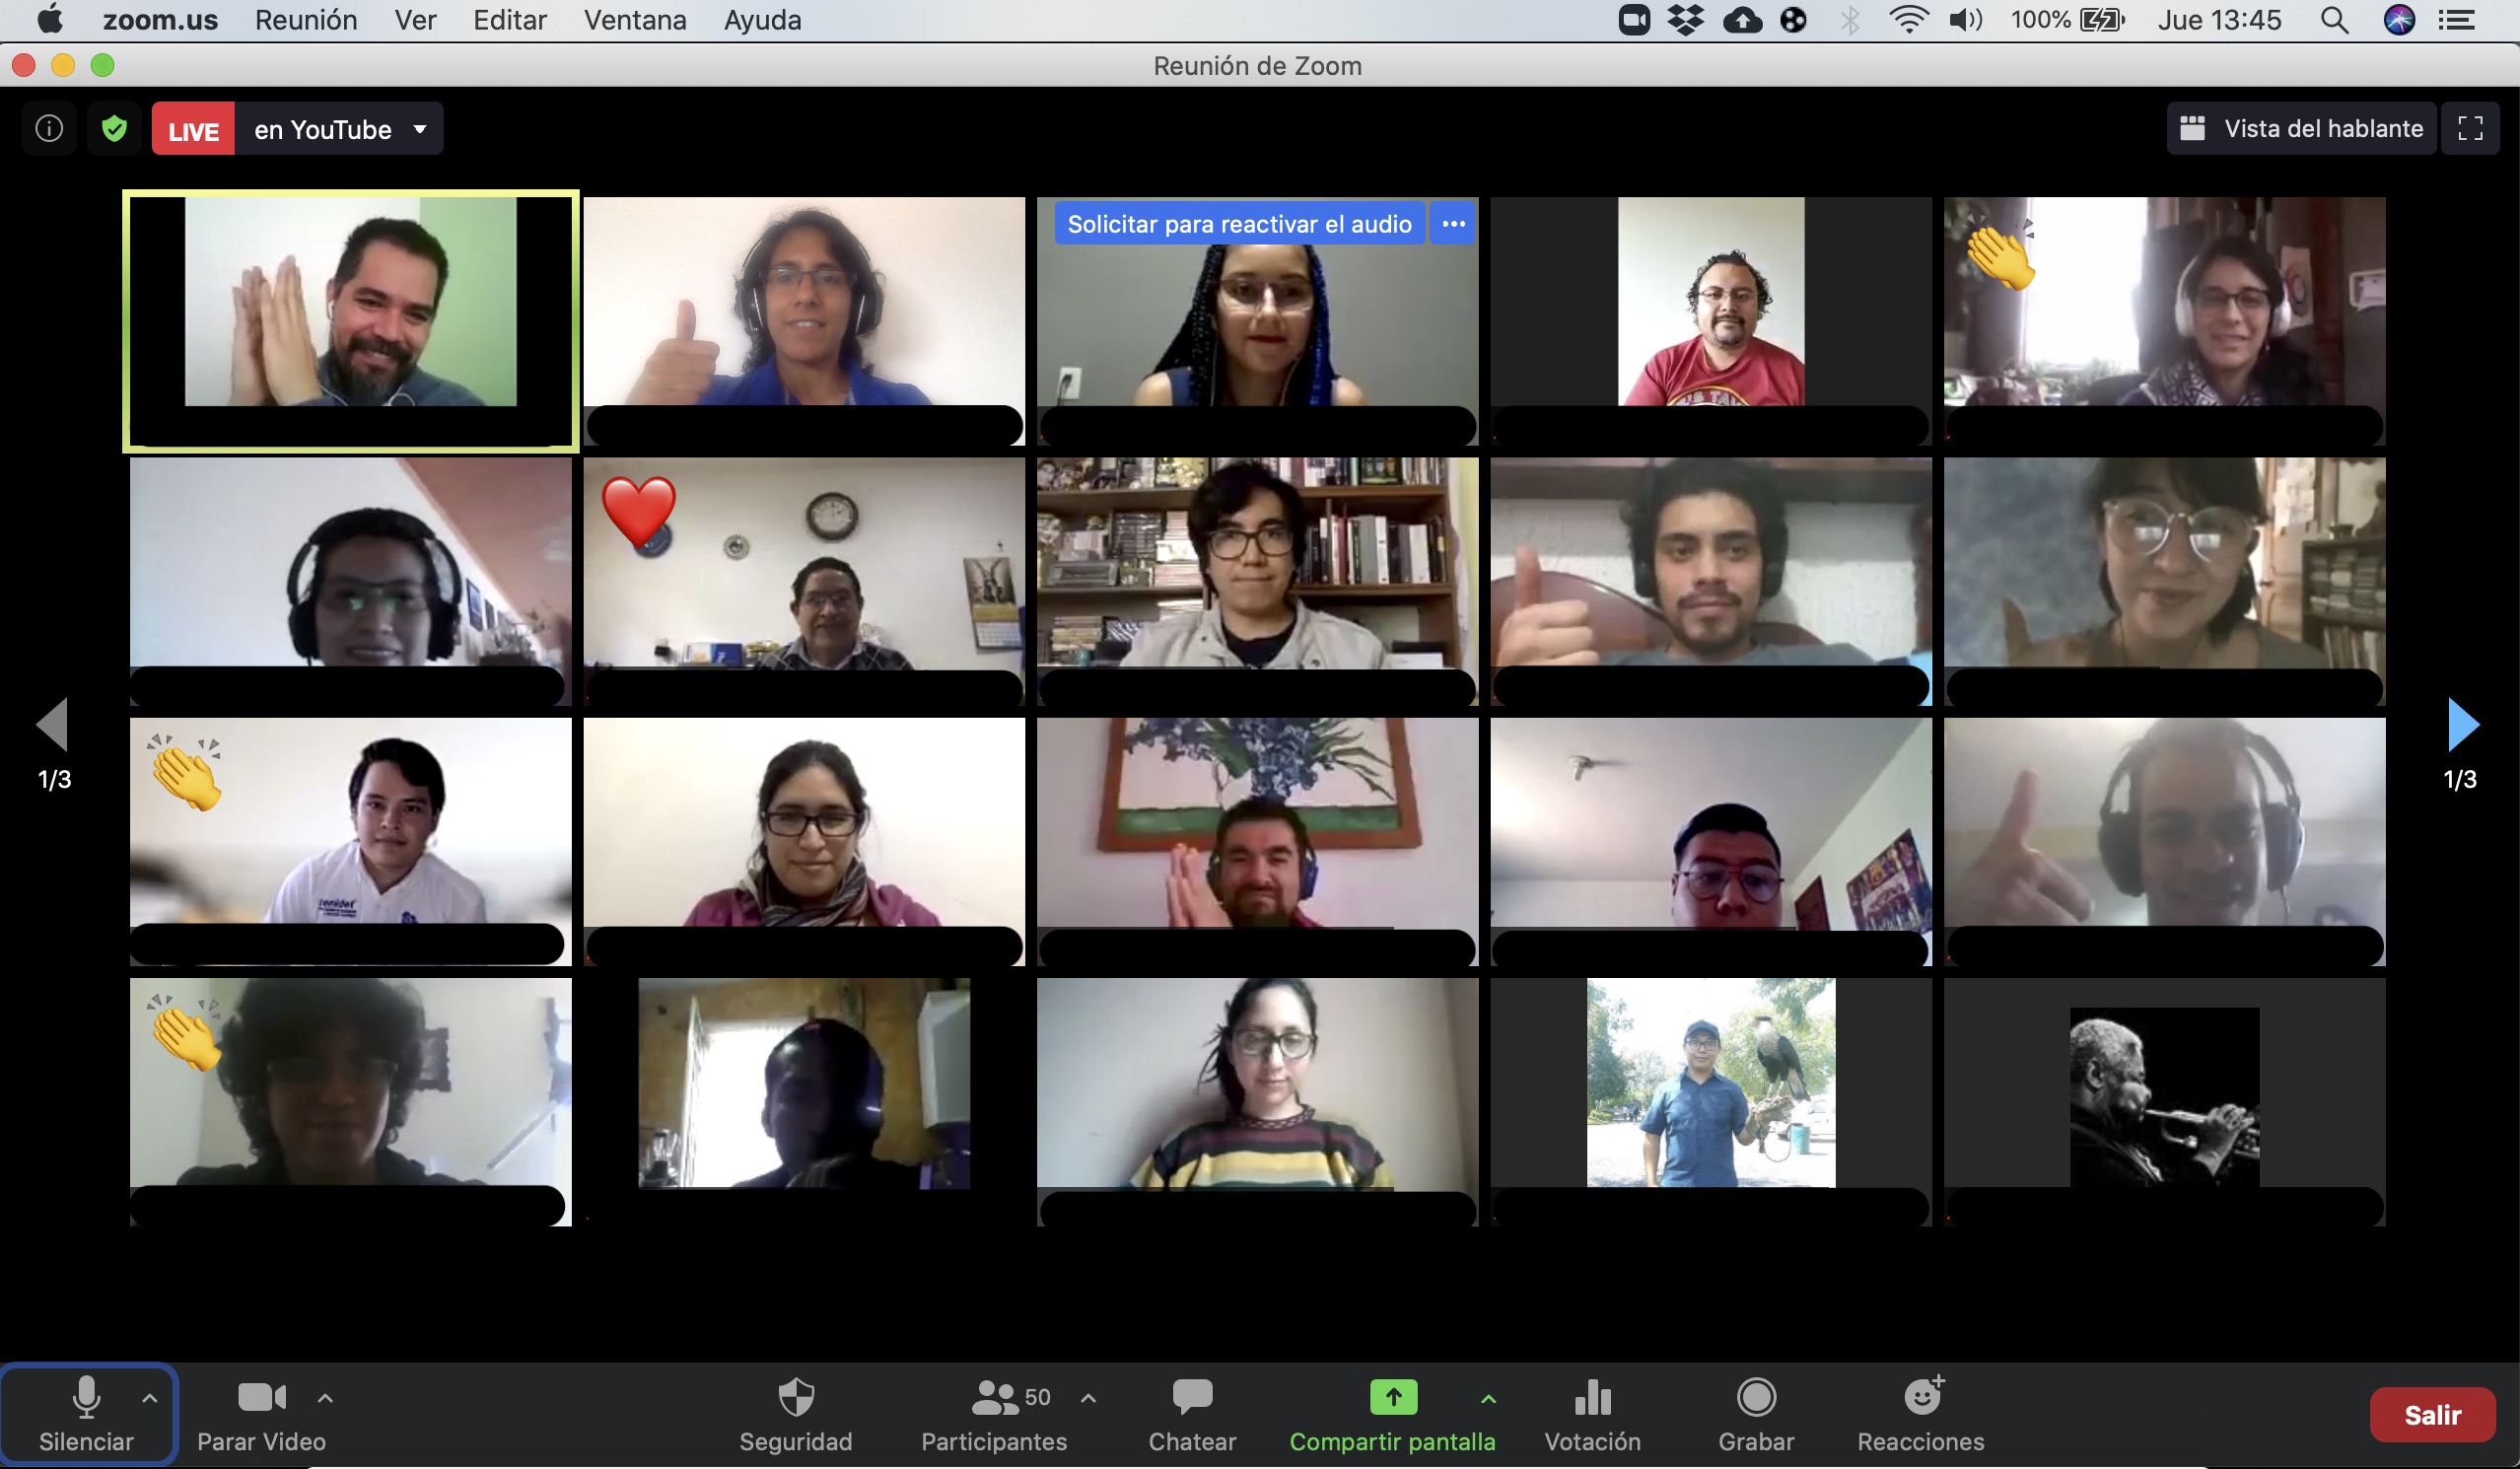 zoom.us Reunión Ver Editar Ventana Ayuda 100% Jue 13:45
Reunión de Zoom
LIVE en YouTube Vista del hablante
Solicitar para reactivar el audio
1/3 1/3
tenidet
50
Silenciar Parar Video Seguridad Participantes Chatear Compartir pantalla Votación Grabar Reacciones Salir